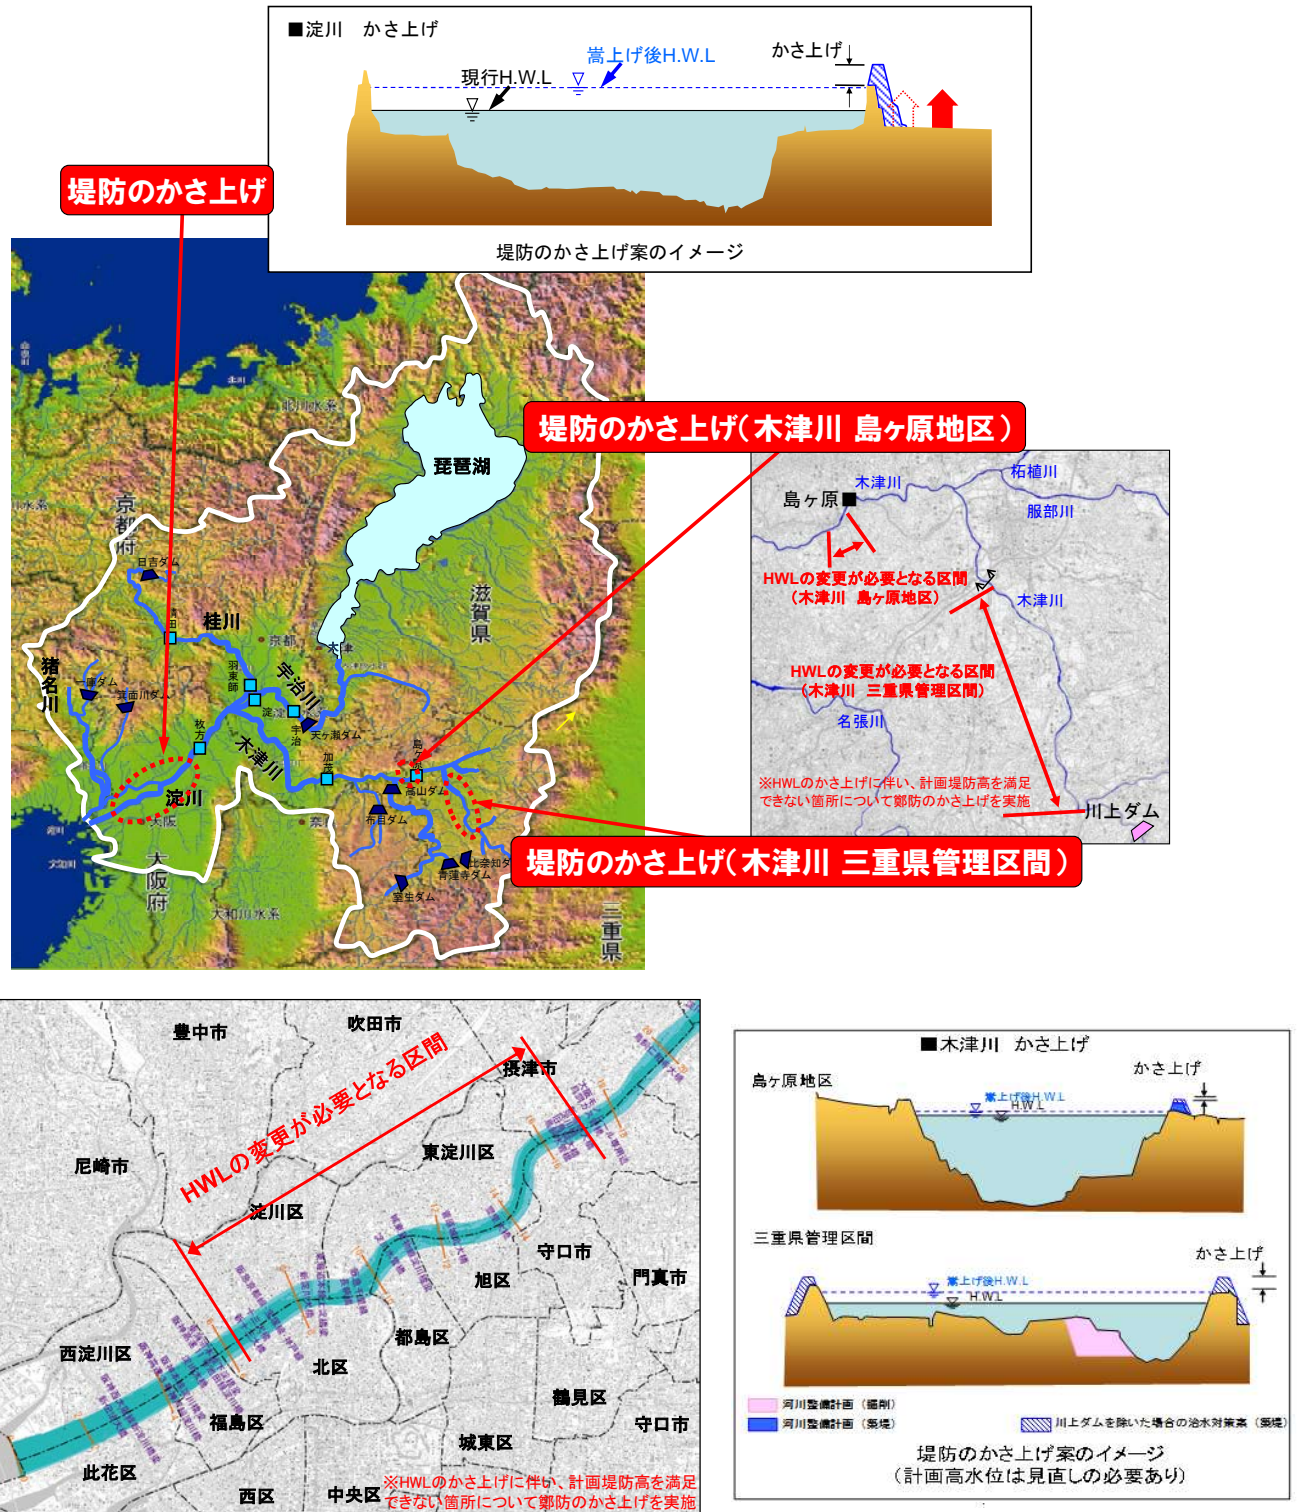 ■淀川　かさ上げ
嵩上げ後H.W.L
かさ上げ
現行H.W.L
堤防のかさ上げ案のイメージ
堤防のかさ上げ
堤防のかさ上げ（木津川 島ヶ原地区）
琵琶湖
京都府
日吉ダム
桂川
京都
滋賀県
大津
羽束師
宇治川
猪名川
一庫ダム
箕面川ダム
淀
宇治
天ヶ瀬ダム
枚方
木津川
加茂
島ヶ原
高山ダム
布目ダム
淀川
大阪
大阪府
大和川水系
比奈知ダ
青蓮寺ダム
室生ダム
三重県
堤防のかさ上げ（木津川 三重県管理区間）
木津川
柘植川
島ヶ原■
服部川
HWLの変更が必要となる区間
（木津川 島ヶ原地区）
木津川
HWLの変更が必要となる区間
（木津川 三重県管理区間）
名張川
※HWLのかさ上げに伴い、計画堤防高を満足
できない箇所について堤防のかさ上げを実施
川上ダム
豊中市
吹田市
摂津市
HWLの変更が必要となる区間
尼崎市
東淀川区
淀川区
守口市
旭区
門真市
都島区
西淀川区
北区
鶴見区
福島区
守口市
城東区
此花区
西区
中央区
※HWLのかさ上げに伴い、計画堤防高を満足
できない箇所について堤防のかさ上げを実施
■木津川　かさ上げ
島ヶ原地区
かさ上げ
嵩上げ後H.W.L
H.W.L
三重県管理区間
かさ上げ
嵩上げ後H.W.L
H.W.L
河川整備計画（掘削）
河川整備計画（築堤）
川上ダムを除いた場合の治水対策案（築堤）
堤防のかさ上げ案のイメージ
（計画高水位は見直しの必要あり）